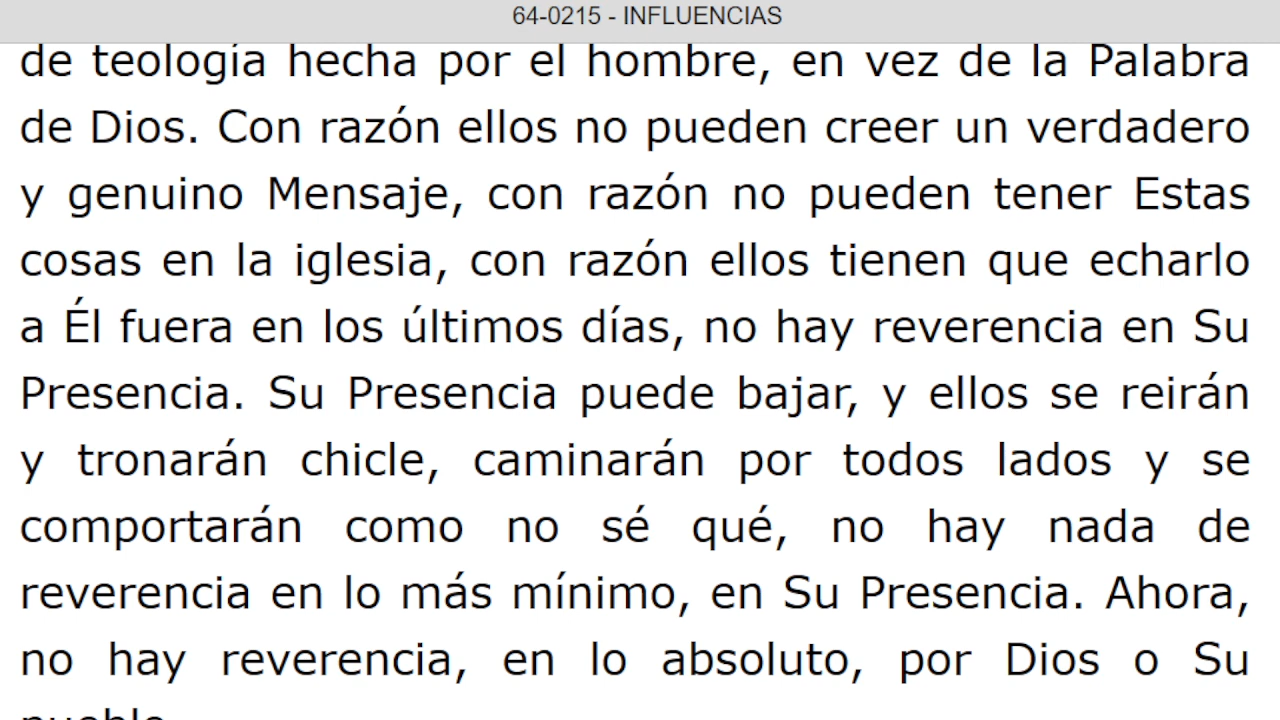 64-0215 - INFLUENCIAS
de teología hecha por el hombre, en vez de la Palabra
de Dios. Con razón ellos no pueden creer un verdadero
y genuino Mensaje, con razón no pueden tener Estas
cosas en la iglesia, con razón ellos tienen que echarlo
a Él fuera en los últimos días, no hay reverencia en Su
Presencia. Su Presencia puede bajar, y ellos se reirán
y tronarán chicle, caminarán por todos lados y se
comportarán como no sé qué, no hay nada de
reverencia en lo más mínimo, en Su Presencia. Ahora,
no hay reverencia, en lo absoluto, por Dios o Su
pueblo.